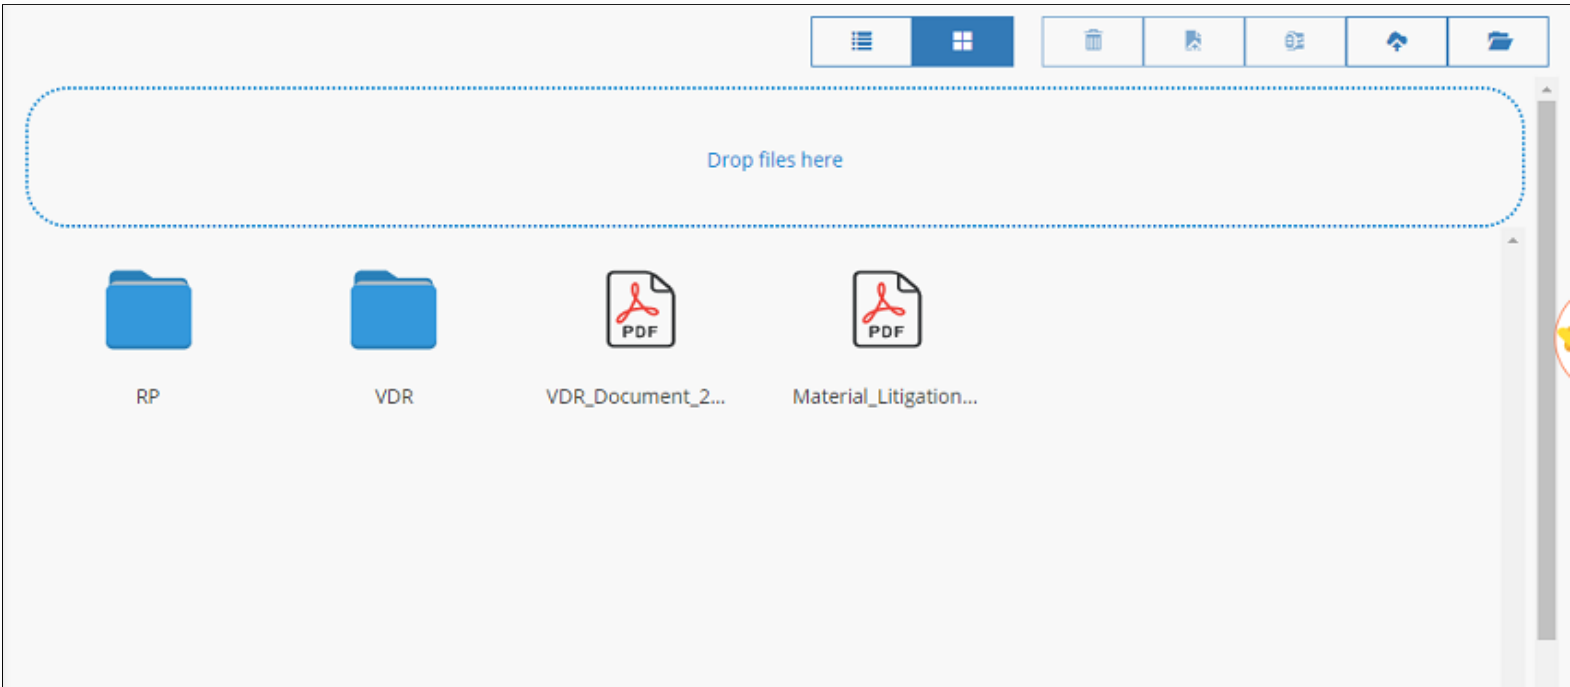 Drop files here
PDF
PDF
RP
VDR
VDR_Document_2...
Material_Litigation...